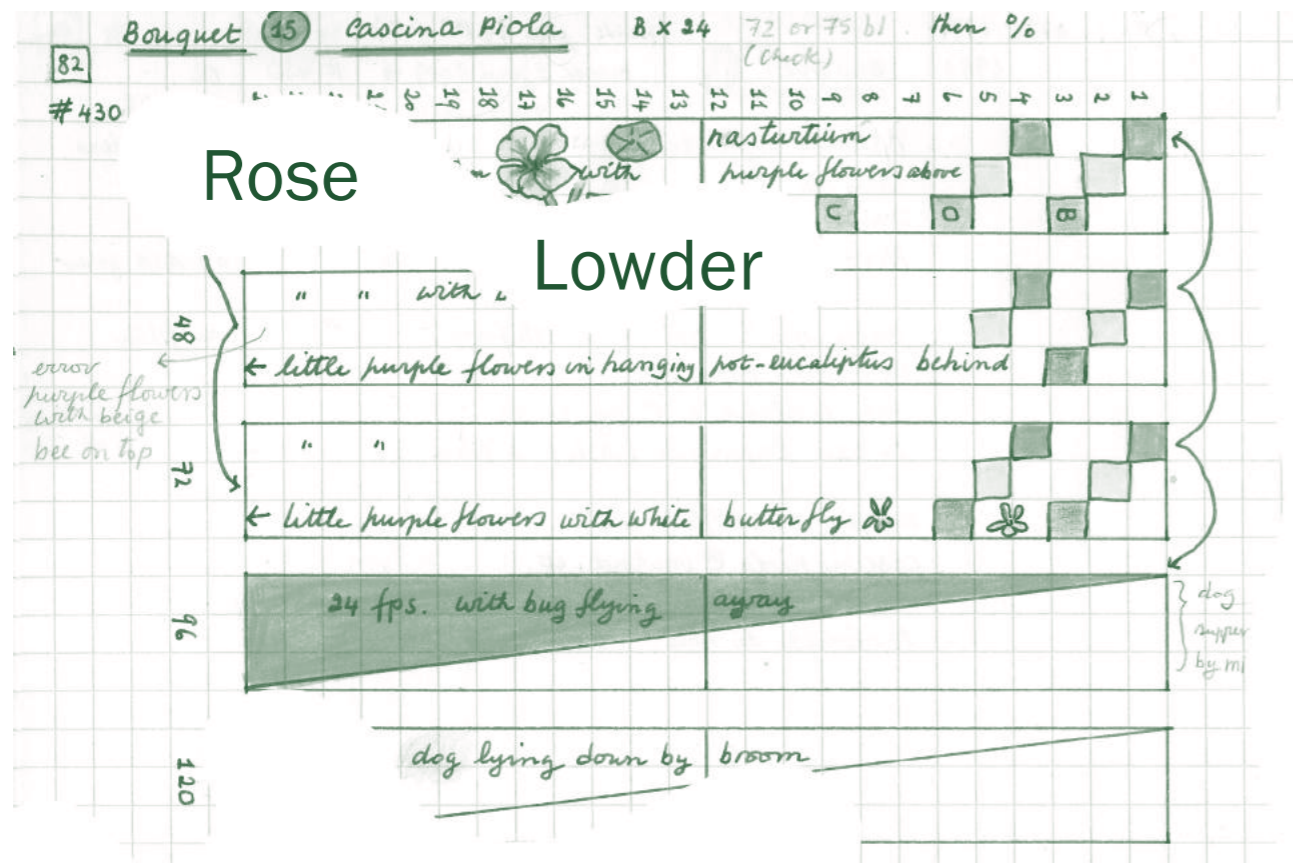 Bouquet 15 Cascina Piola B x 24 72 or 75 bl. then %
(check)
82
#430
20 19 18 17 16 15 14 13 12 11 10 9 8 7 6 5 4 3 2 1
Rose
with nasturtium
purple flowers above
U O B
Lowder
" " with
48
← little purple flowers in hanging pot-eucaliptus behind
error
purple flowers
with beige
bee on top
72
" "
← little purple flowers with white butterfly
96
24 fps. with bug flying away
dog
by
120
dog lying down by broom